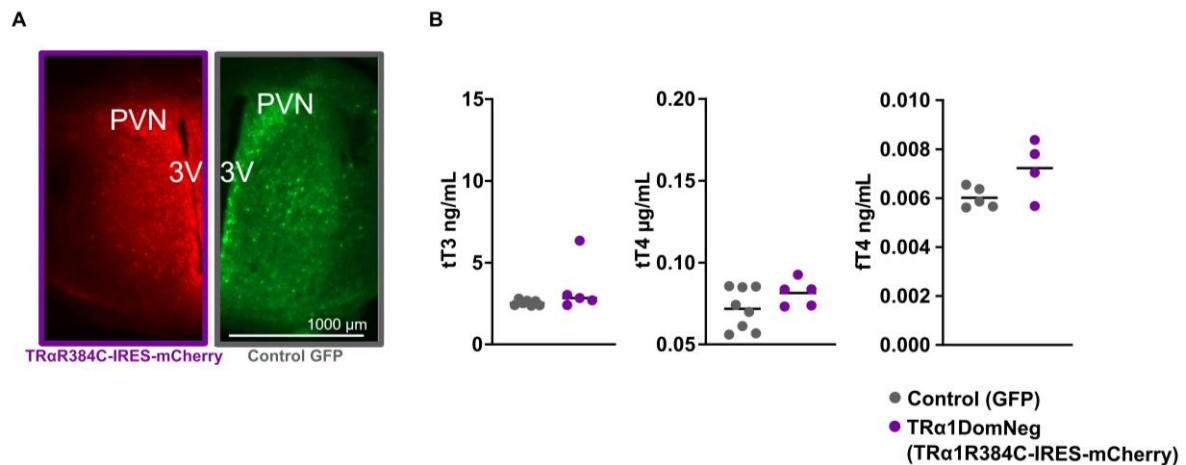 A
B
PVN
PVN
3V
3V
1000 µm
TRαR384C-IRES-mCherry
Control GFP
tT3 ng/mL
15
10
5
0
tT4 µg/mL
0.20
0.15
0.10
0.05
fT4 ng/mL
0.010
0.008
0.006
0.004
0.002
0.000
Control (GFP)
TRα1DomNeg
(TRα1R384C-IRES-mCherry)